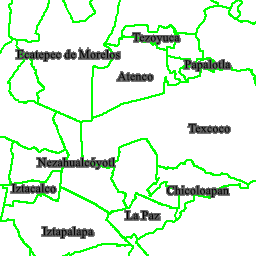 Tezoyuca
Ecatepec de Morelos
Papalotla
Atenco
Texcoco
Nezahualcóyotl
Iztacalco
Chicoloapan
La Paz
Iztapalapa